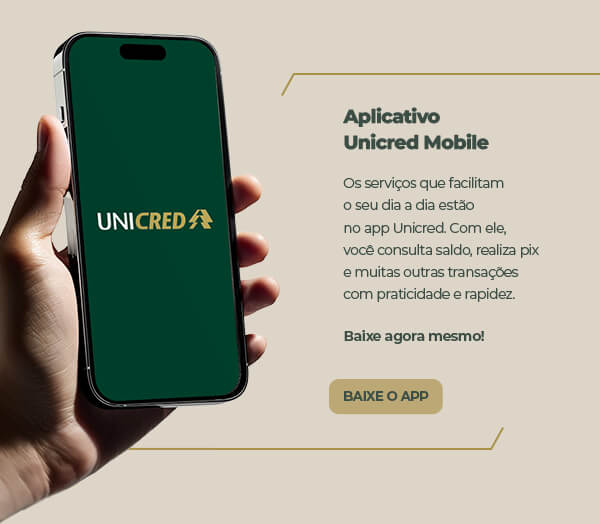 UNICRED
Aplicativo
Unicred Mobile
Os serviços que facilitam
o seu dia a dia estão
no app Unicred. Com ele,
você consulta saldo, realiza pix
e muitas outras transações
com praticidade e rapidez.
Baixe agora mesmo!
BAIXE O APP